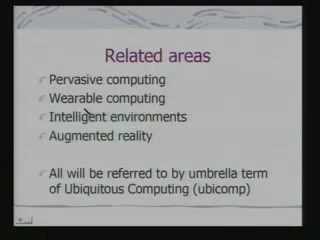 Related areas
Pervasive computing
Wearable computing
Intelligent environments
Augmented reality
All will be referred to by umbrella term
of Ubiquitous Computing (ubicomp)